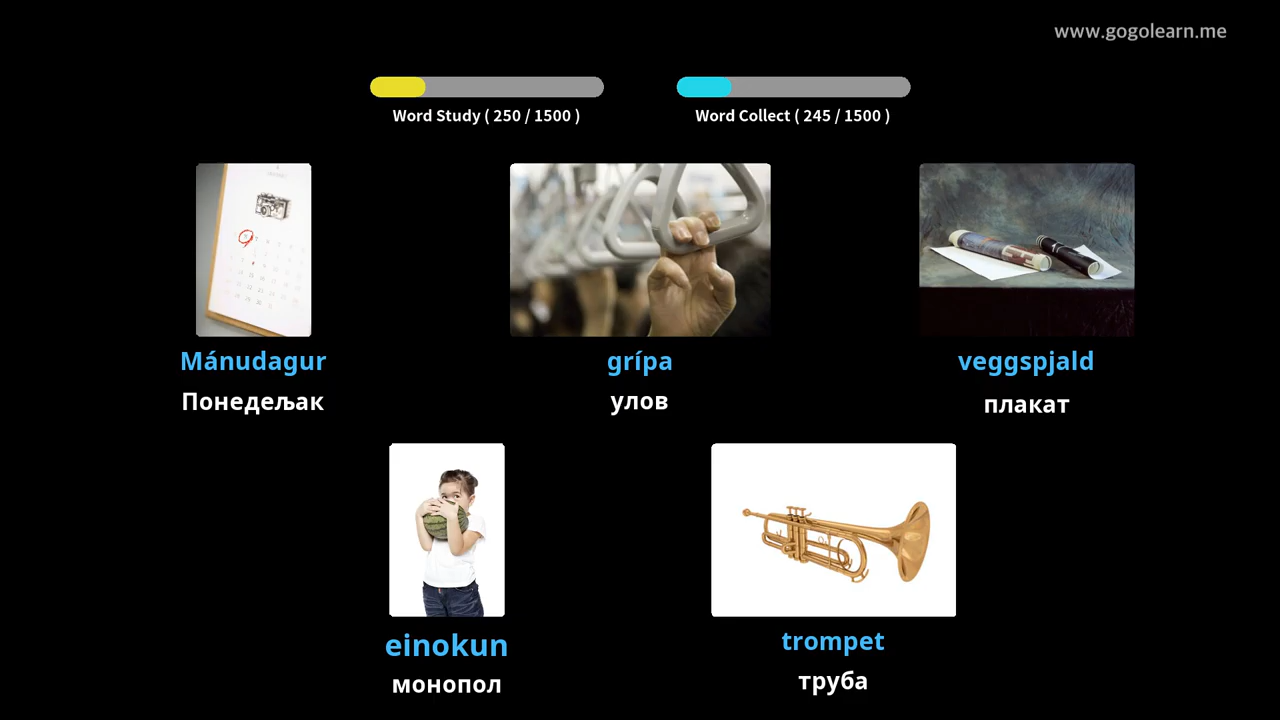 www.gogolearn.me
Word Study ( 250 / 1500 )
Word Collect ( 245 / 1500 )
Mánudagur
Понедељак
grípa
улов
veggspjald
плакат
einokun
монопол
trompet
труба